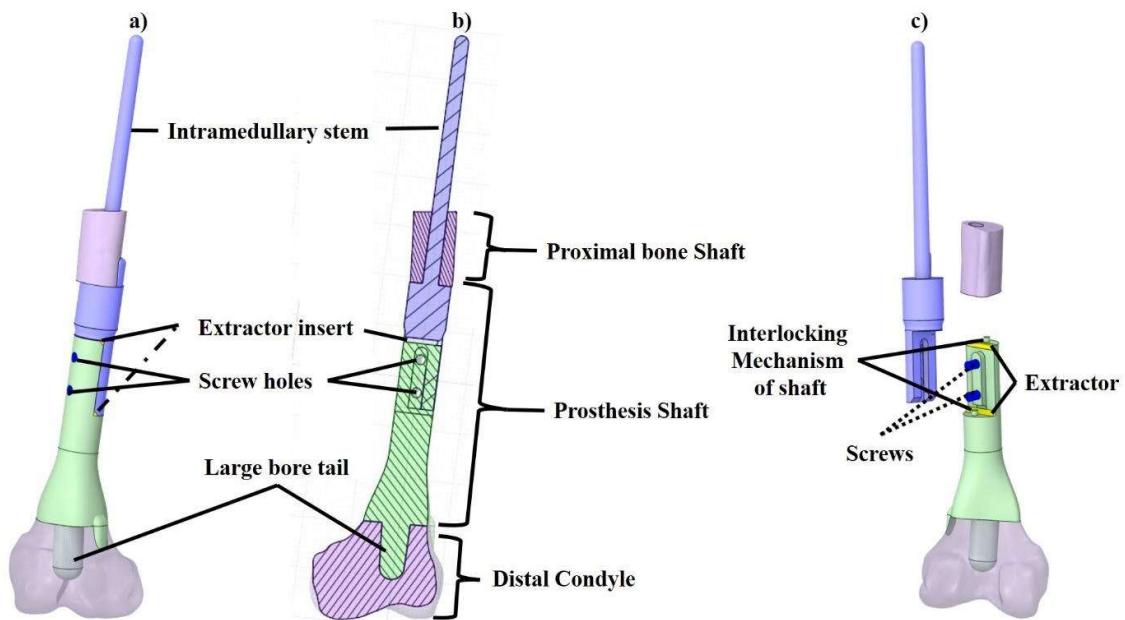 a)
b)
c)
Intramedullary stem
Proximal bone Shaft
Extractor insert
Screw holes
Prosthesis Shaft
Large bore tail
Distal Condyle
Interlocking
Mechanism
of shaft
Extractor
Screws